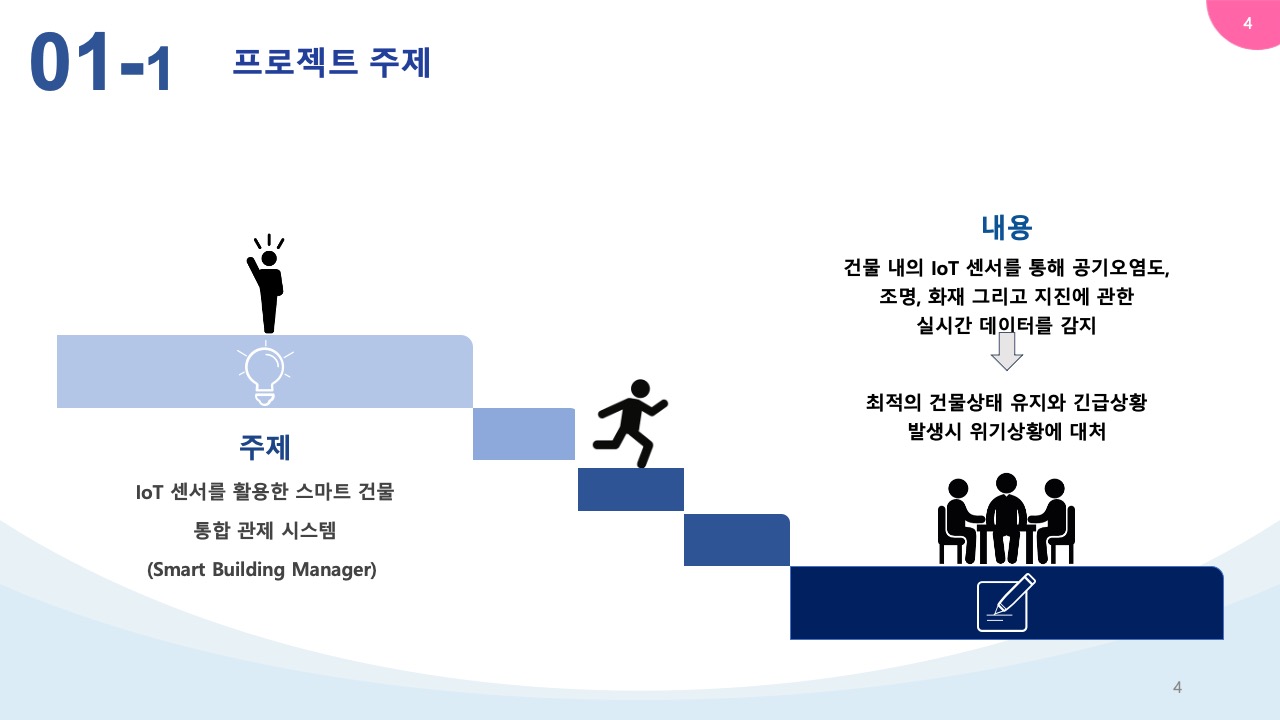 4
01-1 프로젝트 주제
내용
건물 내의 IoT 센서를 통해 공기오염도,
조명, 화재 그리고 지진에 관한
실시간 데이터를 감지
최적의 건물상태 유지와 긴급상황
발생시 위기상황에 대처
주제
IoT 센서를 활용한 스마트 건물
통합 관제 시스템
(Smart Building Manager)
4